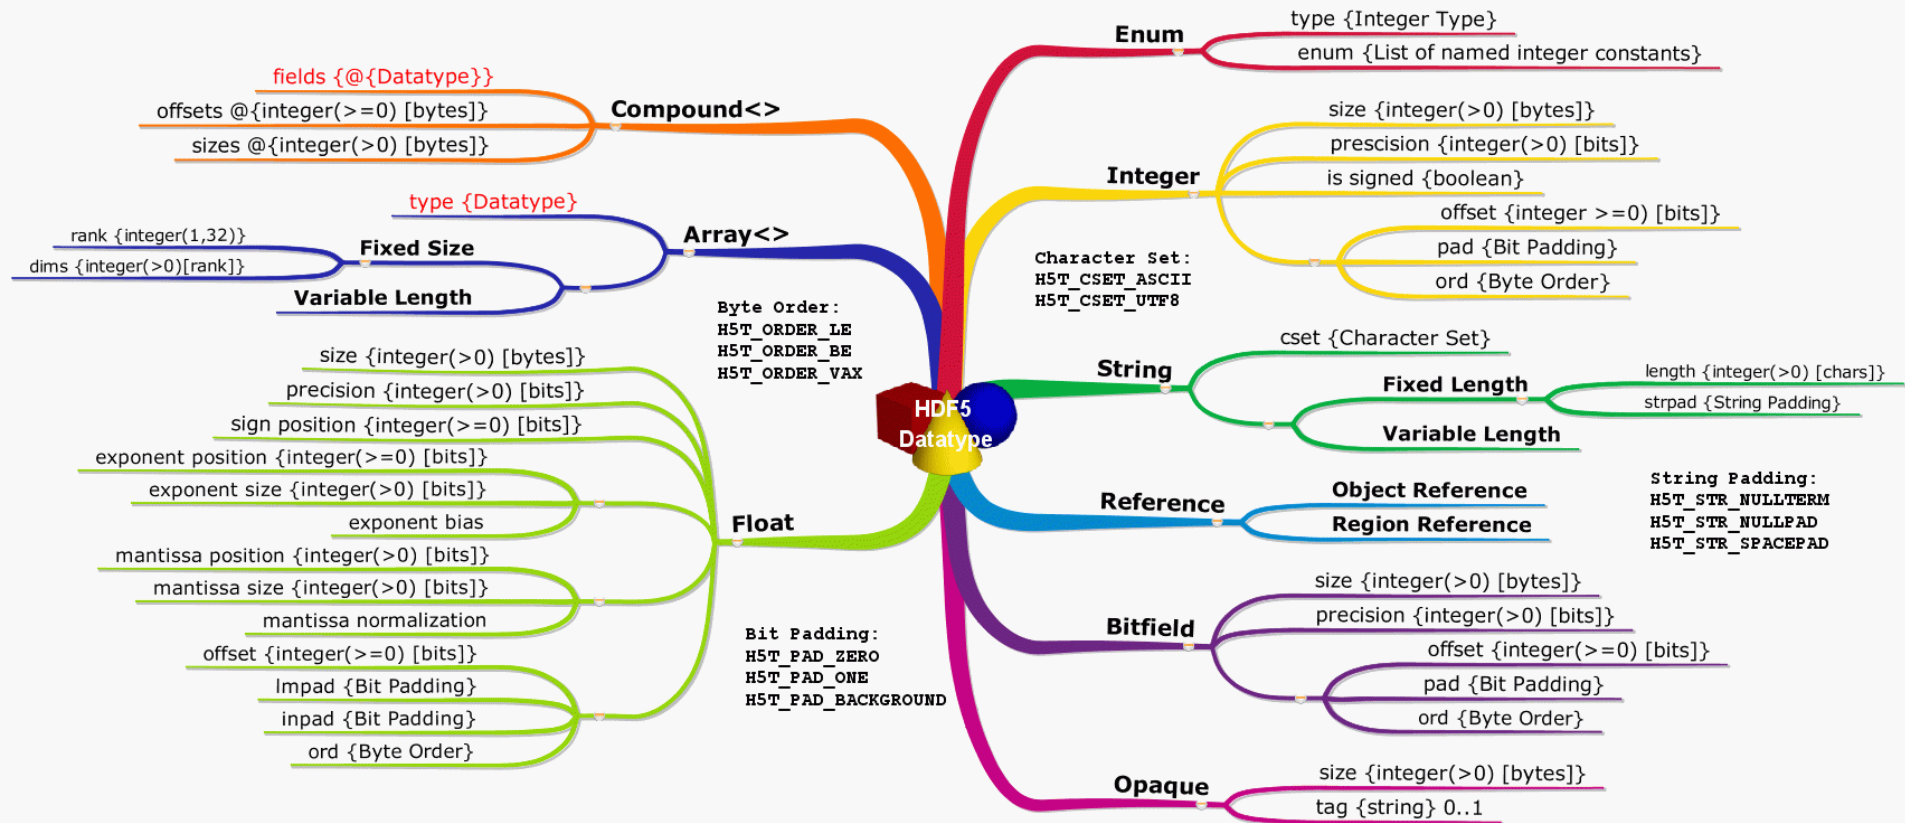 HDF5
Datatype
Compound<>
fields {@{Datatype}}
offsets @{integer(>=0) [bytes]}
sizes @{integer(>0) [bytes]}
Array<>
type {Datatype}
Fixed Size
rank {integer(1,32)}
dims {integer(>0)[rank]}
Variable Length
Byte Order:
H5T_ORDER_LE
H5T_ORDER_BE
H5T_ORDER_VAX
Float
size {integer(>0) [bytes]}
precision {integer(>0) [bits]}
sign position {integer(>=0) [bits]}
exponent position {integer(>=0) [bits]}
exponent size {integer(>0) [bits]}
exponent bias
mantissa position {integer(>0) [bits]}
mantissa size {integer(>0) [bits]}
mantissa normalization
offset {integer(>=0) [bits]}
lmpad {Bit Padding}
inpad {Bit Padding}
ord {Byte Order}
Bit Padding:
H5T_PAD_ZERO
H5T_PAD_ONE
H5T_PAD_BACKGROUND
Enum
type {Integer Type}
enum {List of named integer constants}
Integer
size {integer(>0) [bytes]}
prescision {integer(>0) [bits]}
is signed {boolean}
offset {integer >=0) [bits]}
pad {Bit Padding}
ord {Byte Order}
Character Set:
H5T_CSET_ASCII
H5T_CSET_UTF8
String
cset {Character Set}
Fixed Length
length {integer(>0) [chars]}
strpad {String Padding}
Variable Length
Reference
Object Reference
Region Reference
String Padding:
H5T_STR_NULLTERM
H5T_STR_NULLPAD
H5T_STR_SPACEPAD
Bitfield
size {integer(>0) [bytes]}
precision {integer(>0) [bits]}
offset {integer(>=0) [bits]}
pad {Bit Padding}
ord {Byte Order}
Opaque
size {integer(>0) [bytes]}
tag {string} 0..1